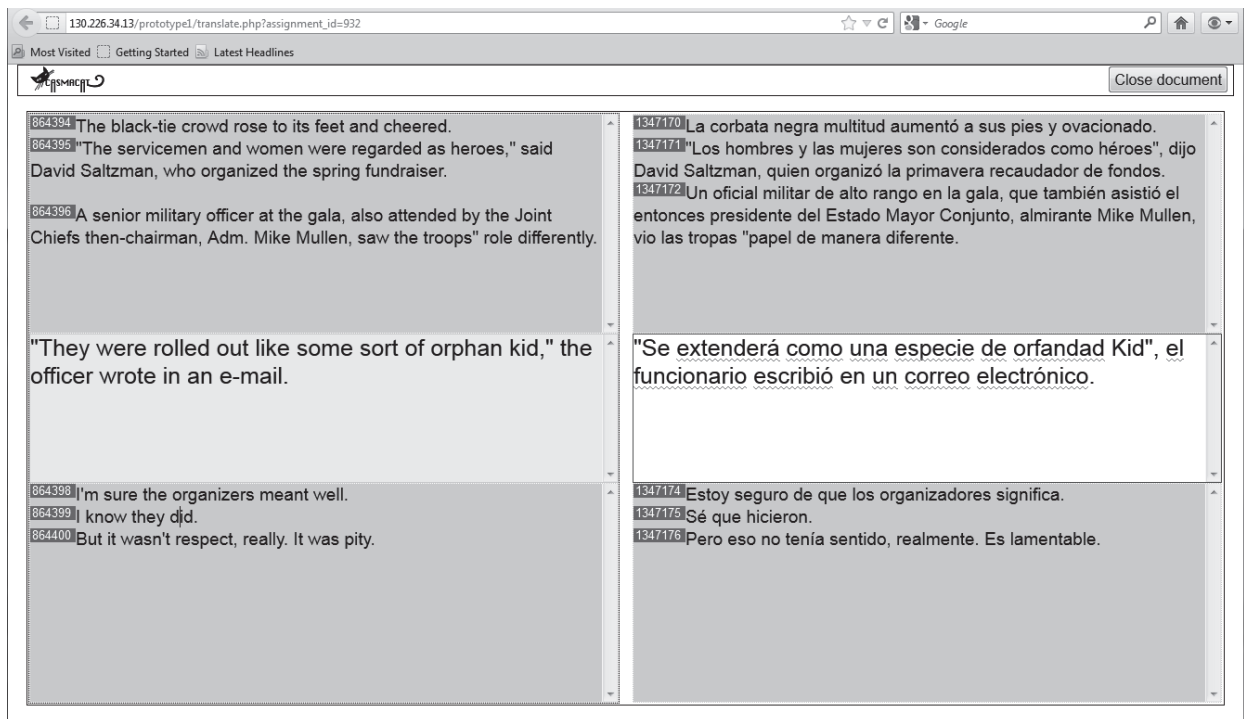 130.226.34.13/prototype1/translate.php?assignment_id=932
Google
Most Visited Getting Started Latest Headlines
CASMACAT
Close document
864394 The black-tie crowd rose to its feet and cheered.
864395 "The servicemen and women were regarded as heroes," said
David Saltzman, who organized the spring fundraiser.
864396 A senior military officer at the gala, also attended by the Joint
Chiefs then-chairman, Adm. Mike Mullen, saw the troops" role differently.
1347170 La corbata negra multitud aumentó a sus pies y ovacionado.
1347171 "Los hombres y las mujeres son considerados como héroes", dijo
David Saltzman, quien organizó la primavera recaudador de fondos.
1347172 Un oficial militar de alto rango en la gala, que también asistió el
entonces presidente del Estado Mayor Conjunto, almirante Mike Mullen,
vio las tropas "papel de manera diferente.
"They were rolled out like some sort of orphan kid," the
officer wrote in an e-mail.
"Se extenderá como una especie de orfandad Kid", el
funcionario escribió en un correo electrónico.
864398 I'm sure the organizers meant well.
864399 I know they did.
864400 But it wasn't respect, really. It was pity.
1347174 Estoy seguro de que los organizadores significa.
1347175 Sé que hicieron.
1347176 Pero eso no tenía sentido, realmente. Es lamentable.